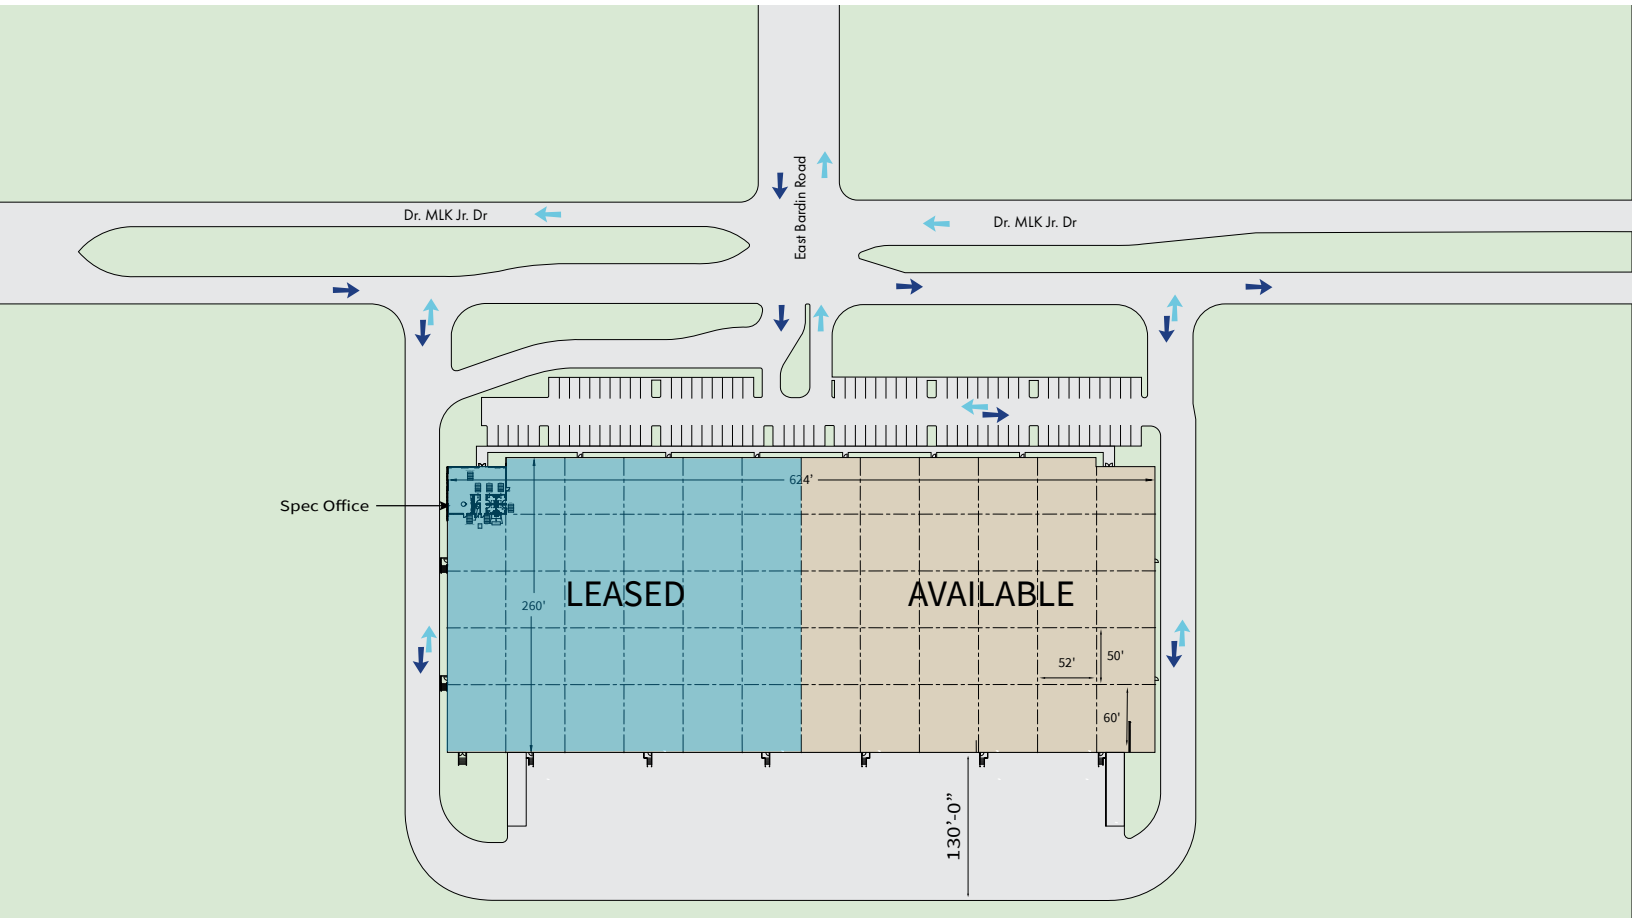 East Bardin Road
Dr. MLK Jr. Dr
Dr. MLK Jr. Dr
624'
Spec Office
LEASED
AVAILABLE
260'
52'
50'
60'
130’-0”